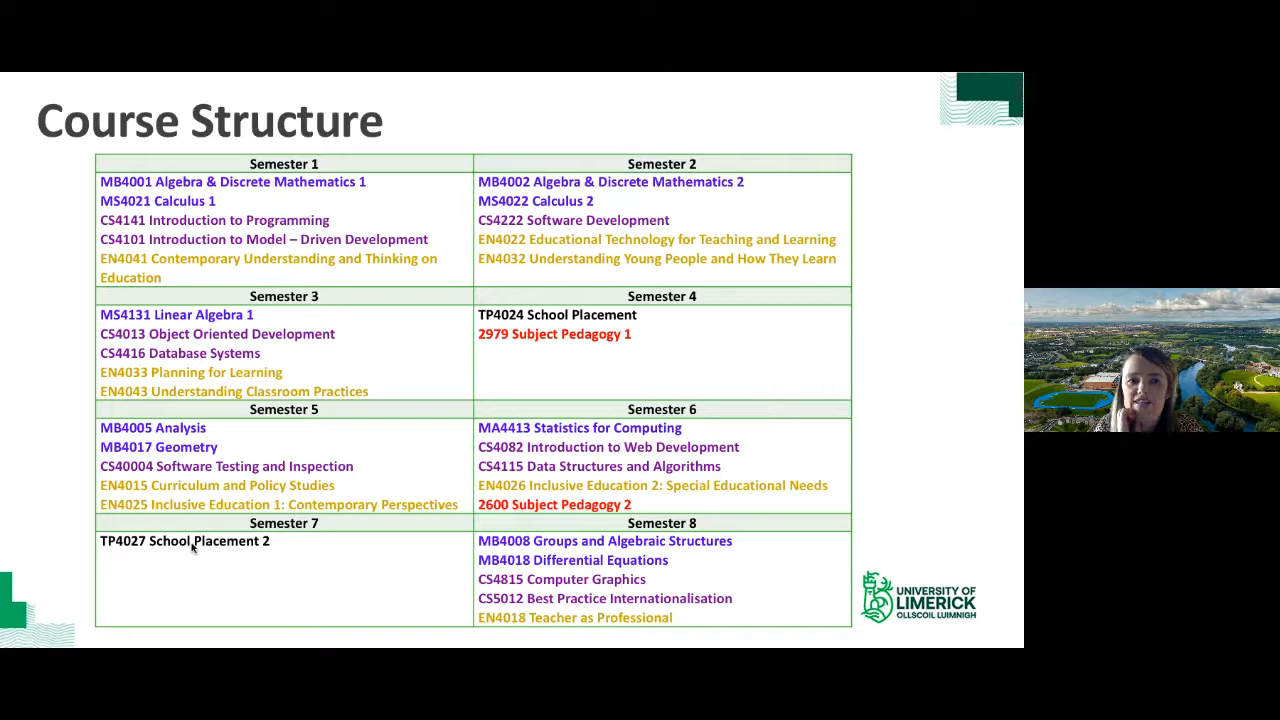 Course Structure
Semester 1
MB4001 Algebra & Discrete Mathematics 1
MS4021 Calculus 1
CS4141 Introduction to Programming
CS4101 Introduction to Model – Driven Development
EN4041 Contemporary Understanding and Thinking on
Education
Semester 2
MB4002 Algebra & Discrete Mathematics 2
MS4022 Calculus 2
CS4222 Software Development
EN4022 Educational Technology for Teaching and Learning
EN4032 Understanding Young People and How They Learn
Semester 3
MS4131 Linear Algebra 1
CS4013 Object Oriented Development
CS4416 Database Systems
EN4033 Planning for Learning
EN4043 Understanding Classroom Practices
Semester 4
TP4024 School Placement
2979 Subject Pedagogy 1
Semester 5
MB4005 Analysis
MB4017 Geometry
CS40004 Software Testing and Inspection
EN4015 Curriculum and Policy Studies
EN4025 Inclusive Education 1: Contemporary Perspectives
Semester 6
MA4413 Statistics for Computing
CS4082 Introduction to Web Development
CS4115 Data Structures and Algorithms
EN4026 Inclusive Education 2: Special Educational Needs
2600 Subject Pedagogy 2
Semester 7
TP4027 School Placement 2
Semester 8
MB4008 Groups and Algebraic Structures
MB4018 Differential Equations
CS4815 Computer Graphics
CS5012 Best Practice Internationalisation
EN4018 Teacher as Professional
UNIVERSITY OF
LIMERICK
OLLSCOIL LUIMNIGH